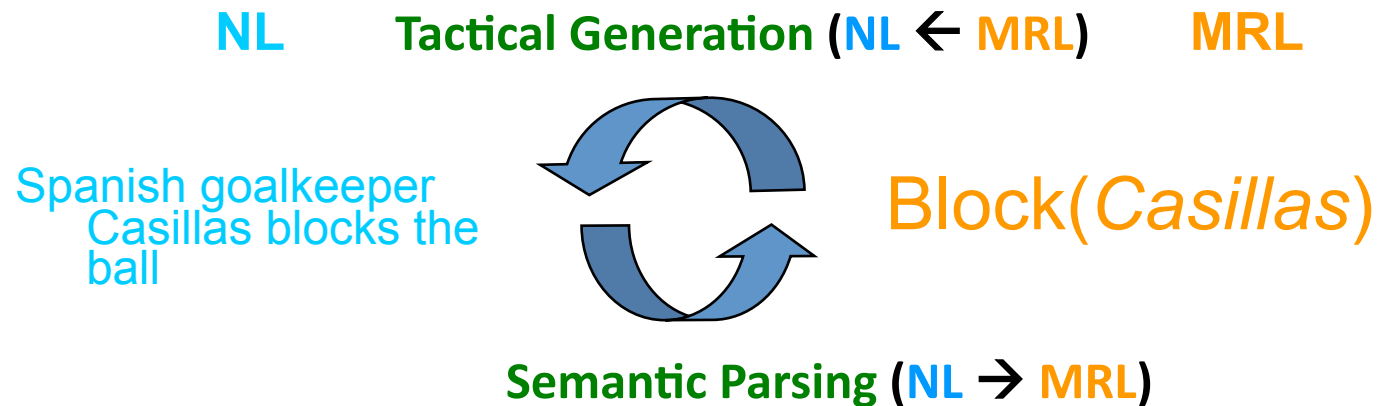 NL Tactical Generation (NL ← MRL) MRL
Spanish goalkeeper
Casillas blocks the
ball
Block(Casillas)
Semantic Parsing (NL → MRL)